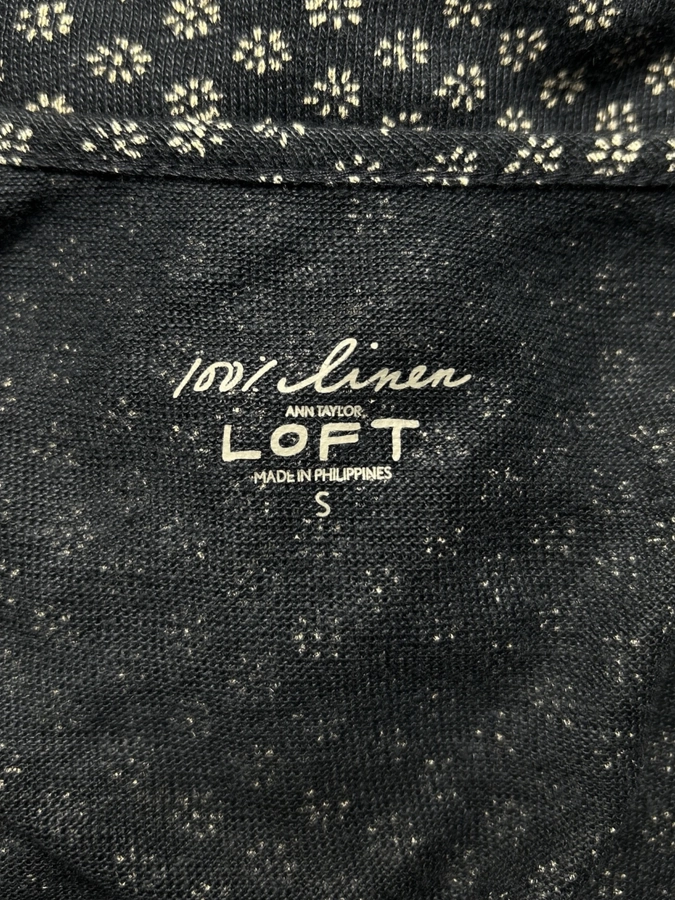 100% linen
ANN TAYLOR
LOFT
MADE IN PHILIPPINES
S